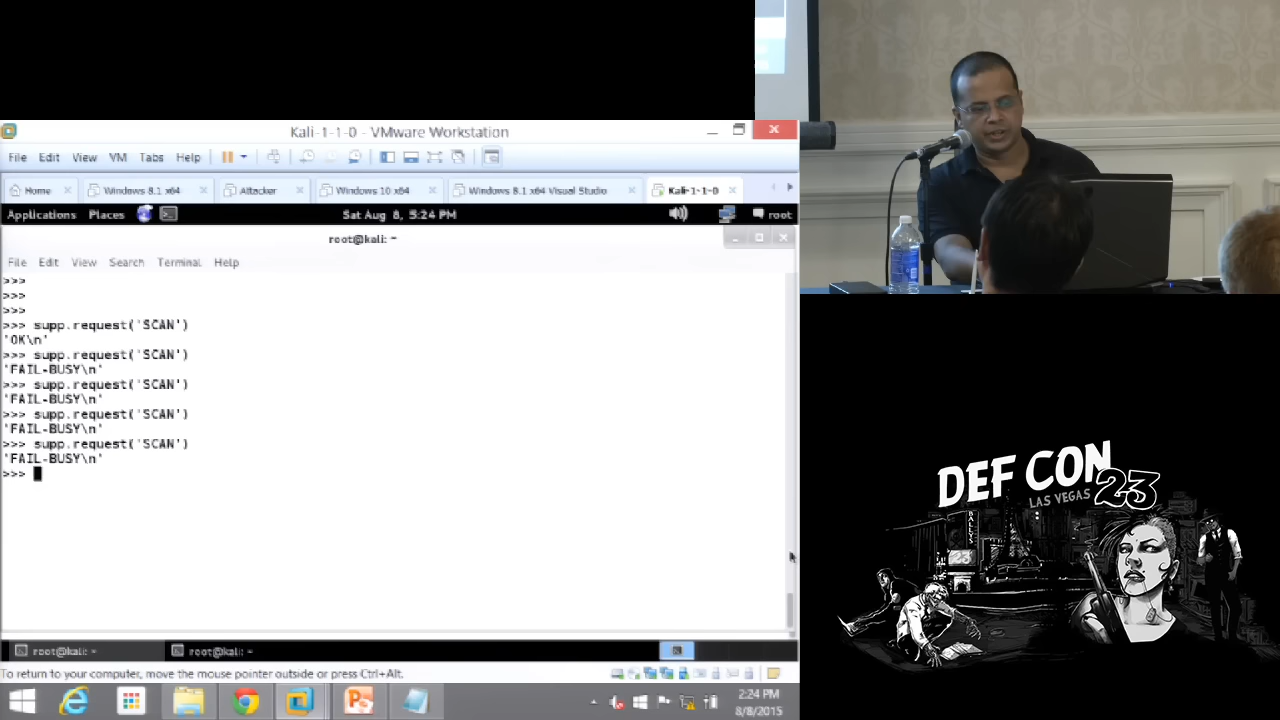 Kali-1-1-0 - VMware Workstation
File Edit View VM Tabs Help
Home Windows 8.1 x64 Attacker Windows 10 x64 Windows 8.1 x64 Visual Studio Kali-1-1-0
Applications Places Sat Aug 8, 5:24 PM root
root@kali: ~
File Edit View Search Terminal Help
>>>
>>>
>>>
>>> supp.request('SCAN')
'OK\n'
>>> supp.request('SCAN')
'FAIL-BUSY\n'
>>> supp.request('SCAN')
'FAIL-BUSY\n'
>>> supp.request('SCAN')
'FAIL-BUSY\n'
>>> supp.request('SCAN')
'FAIL-BUSY\n'
>>>
root@kali: ~ root@kali: ~
To return to your computer, move the mouse pointer outside or press Ctrl+Alt.
2:24 PM
8/8/2015
DEF CON
LAS VEGAS 23
BALLYS
23